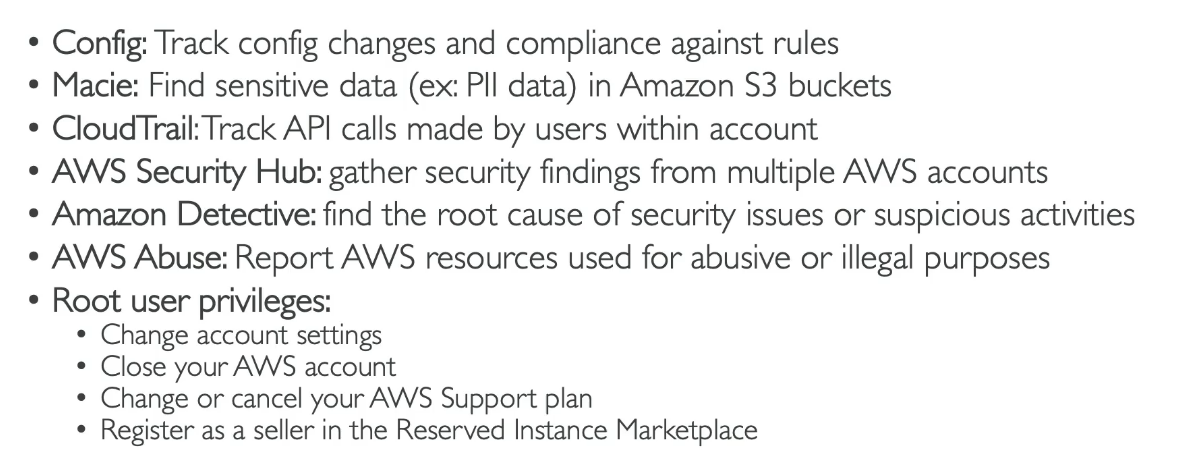 • Config: Track config changes and compliance against rules
• Macie: Find sensitive data (ex: PII data) in Amazon S3 buckets
• CloudTrail: Track API calls made by users within account
• AWS Security Hub: gather security findings from multiple AWS accounts
• Amazon Detective: find the root cause of security issues or suspicious activities
• AWS Abuse: Report AWS resources used for abusive or illegal purposes
• Root user privileges:
• Change account settings
• Close your AWS account
• Change or cancel your AWS Support plan
• Register as a seller in the Reserved Instance Marketplace